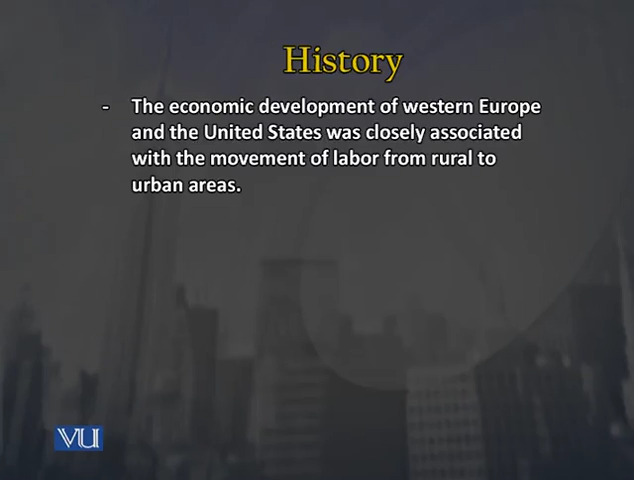 History
- The economic development of western Europe
and the United States was closely associated
with the movement of labor from rural to
urban areas.
VU